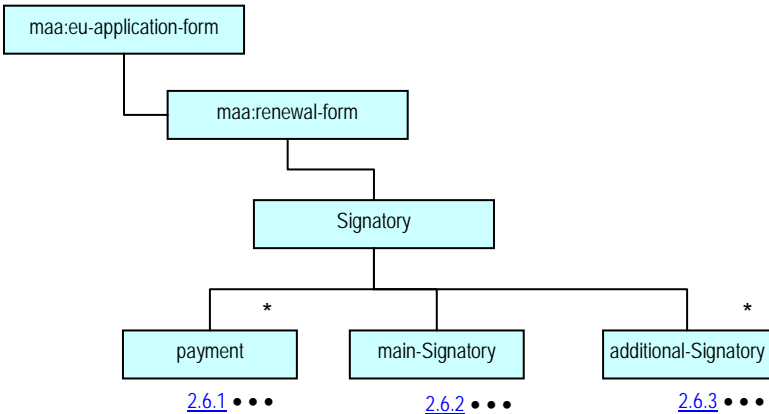 maa:eu-application-form
maa:renewal-form
Signatory
* *
payment main-Signatory additional-Signatory
2.6.1 ● ● ● 2.6.2 ● ● ● 2.6.3 ● ● ●